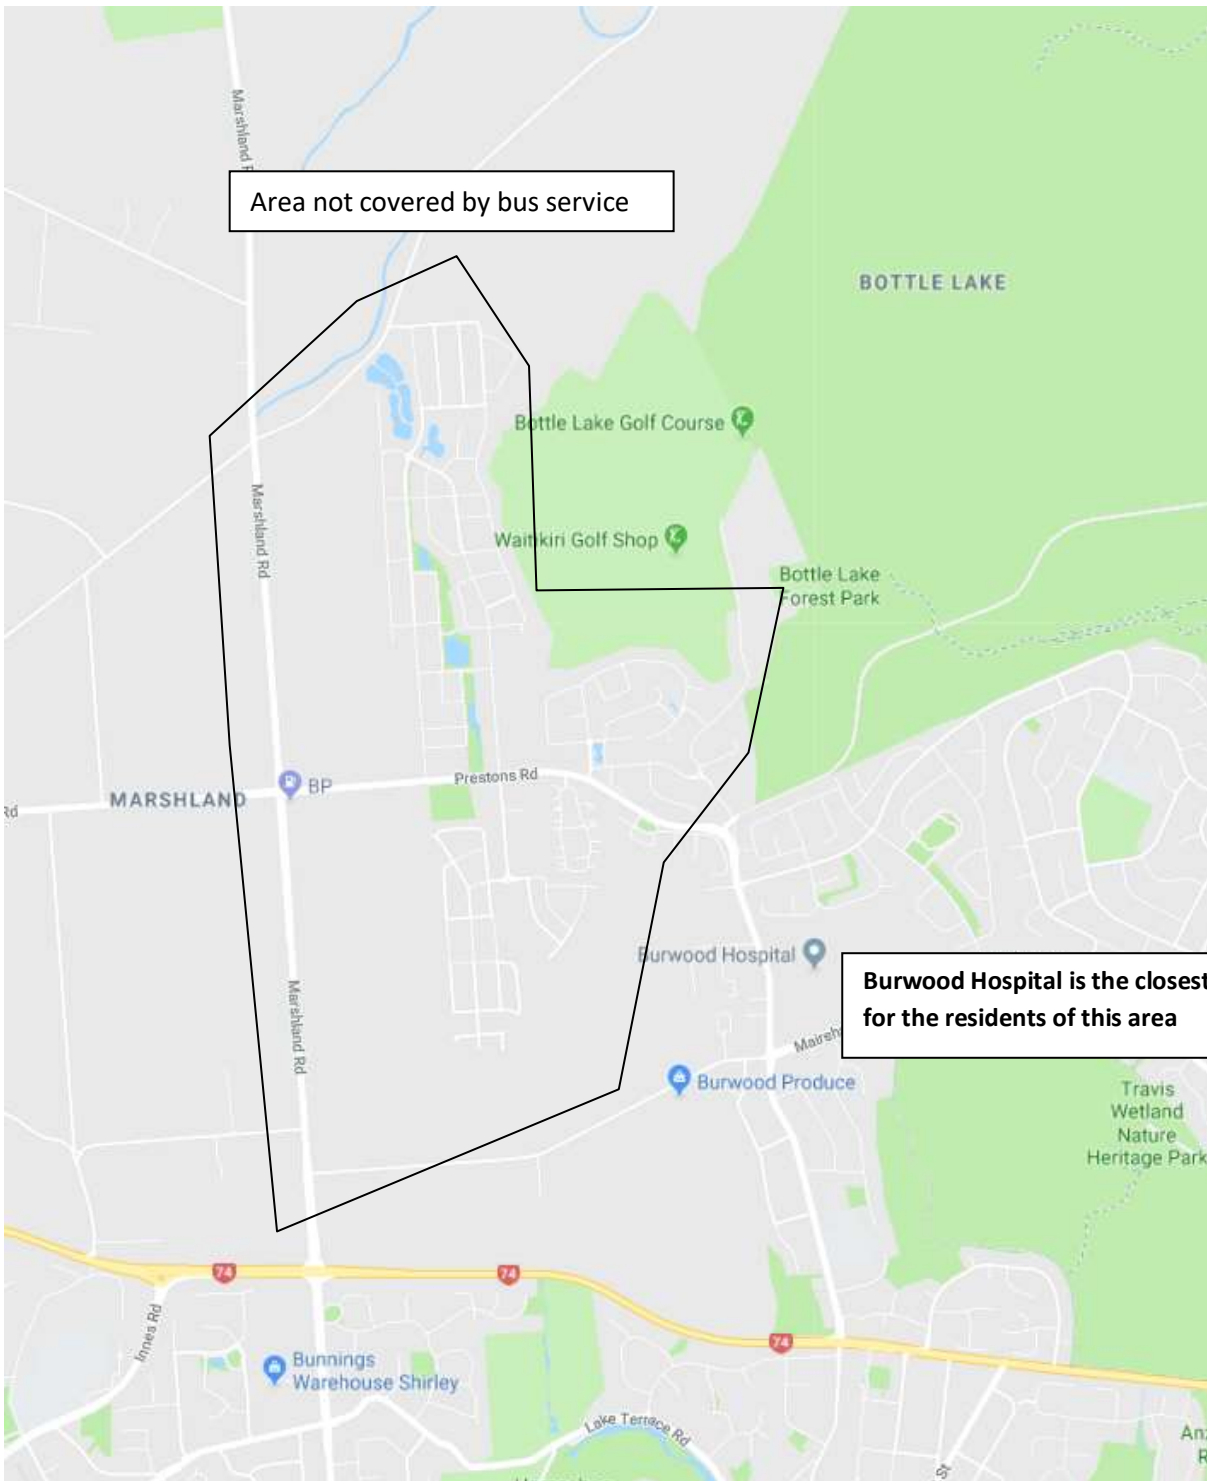 Marshland R
Area not covered by bus service
BOTTLE LAKE
Bottle Lake Golf Course
Marshland Rd
Waitikiri Golf Shop
Bottle Lake
Forest Park
Prestons Rd
BP
MARSHLAND
Rd
Burwood Hospital
Burwood Hospital is the closest
for the residents of this area
Marshland Rd
Mairsh
Burwood Produce
Travis
Wetland
Nature
Heritage Park
74
74
Innes Rd
74
Bunnings
Warehouse Shirley
Lake Terrace Rd
An
R
St